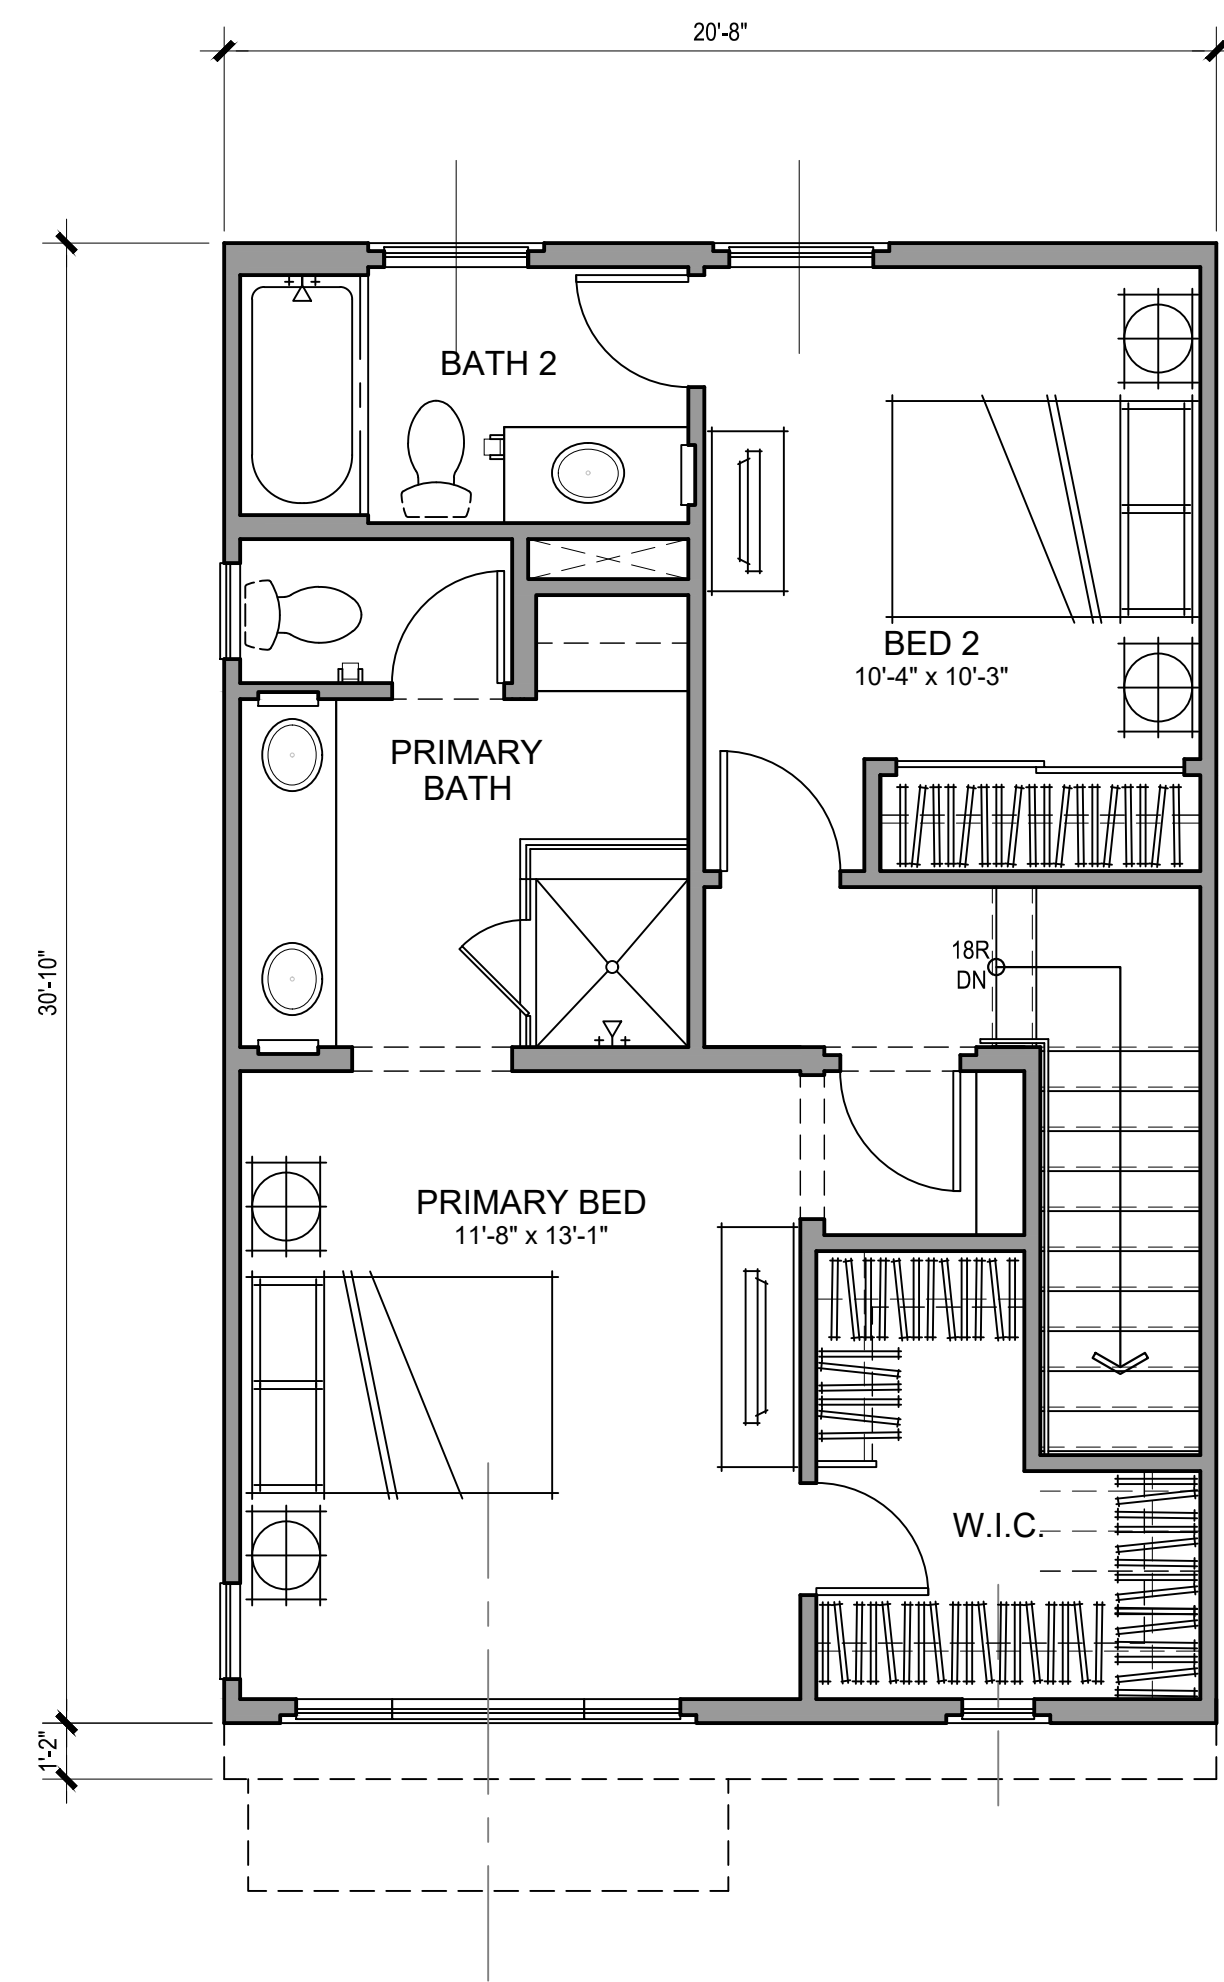 20'-8"
BATH 2
BED 2
10'-4" x 10'-3"
PRIMARY
BATH
18R
DN
30'-10"
PRIMARY BED
11'-8" x 13'-1"
W.I.C.
1'-2"